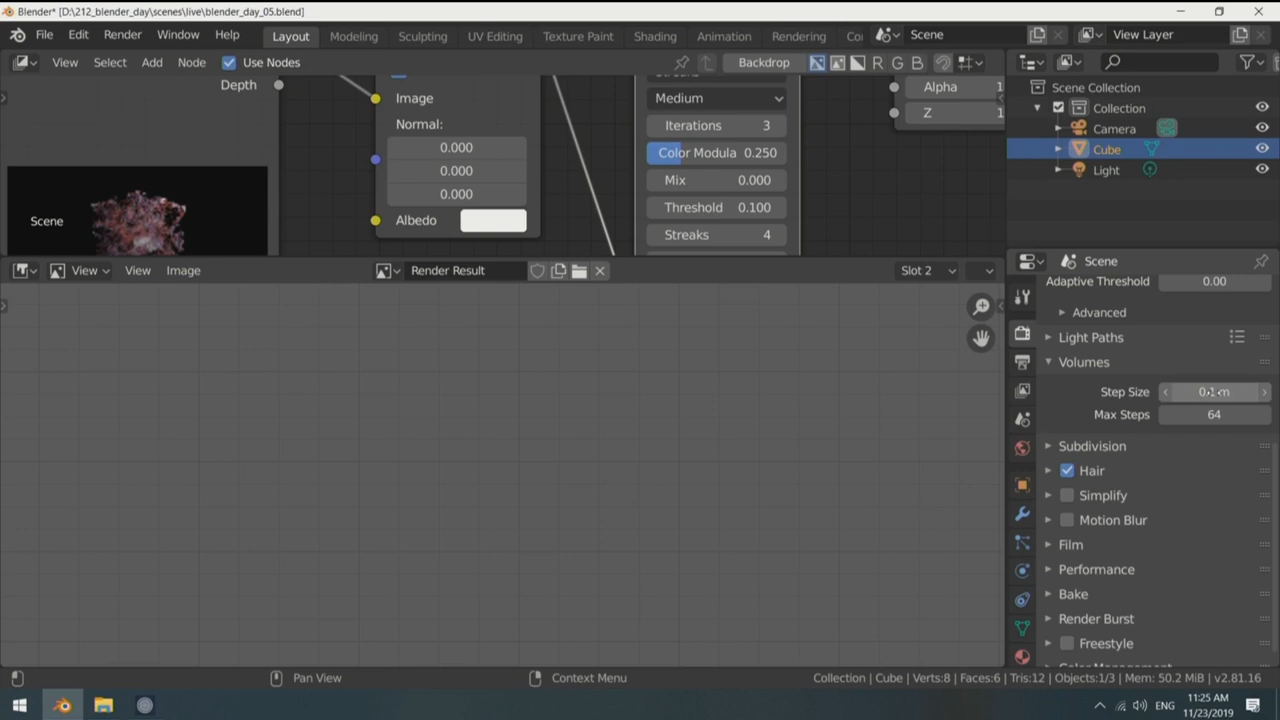 Blender* [D:\212_blender_day\scenes\live\blender_day_05.blend]
File Edit Render Window Help Layout Modeling Sculpting UV Editing Texture Paint Shading Animation Rendering Co Scene View Layer
View Select Add Node Use Nodes Backdrop R G B
Depth
Image
Normal:
0.000
0.000
0.000
Albedo
Scene
Medium
Iterations 3
Color Modula 0.250
Mix 0.000
Threshold 0.100
Streaks 4
Alpha 1
Z 1
Scene Collection
Collection
Camera
Cube
Light
View View Image Render Result Slot 2
Scene
Adaptive Threshold 0.00
Advanced
Light Paths
Volumes
Step Size 0.1 m
Max Steps 64
Subdivision
Hair
Simplify
Motion Blur
Film
Performance
Bake
Render Burst
Freestyle
Pan View Context Menu Collection | Cube | Verts:8 | Faces:6 | Tris:12 | Objects:1/3 | Mem: 50.2 MiB | v2.81.16
ENG
11:25 AM
11/23/2019